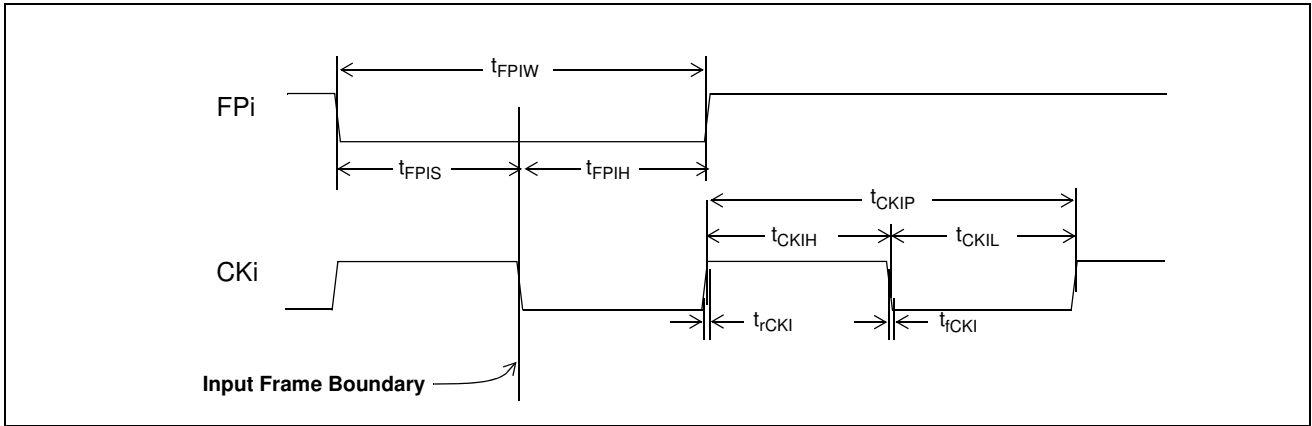 tFPIW
FPi
tFPIS
tFPIH
tCKIP
tCKIH
tCKIL
CKi
trCKI
tfCKI
Input Frame Boundary